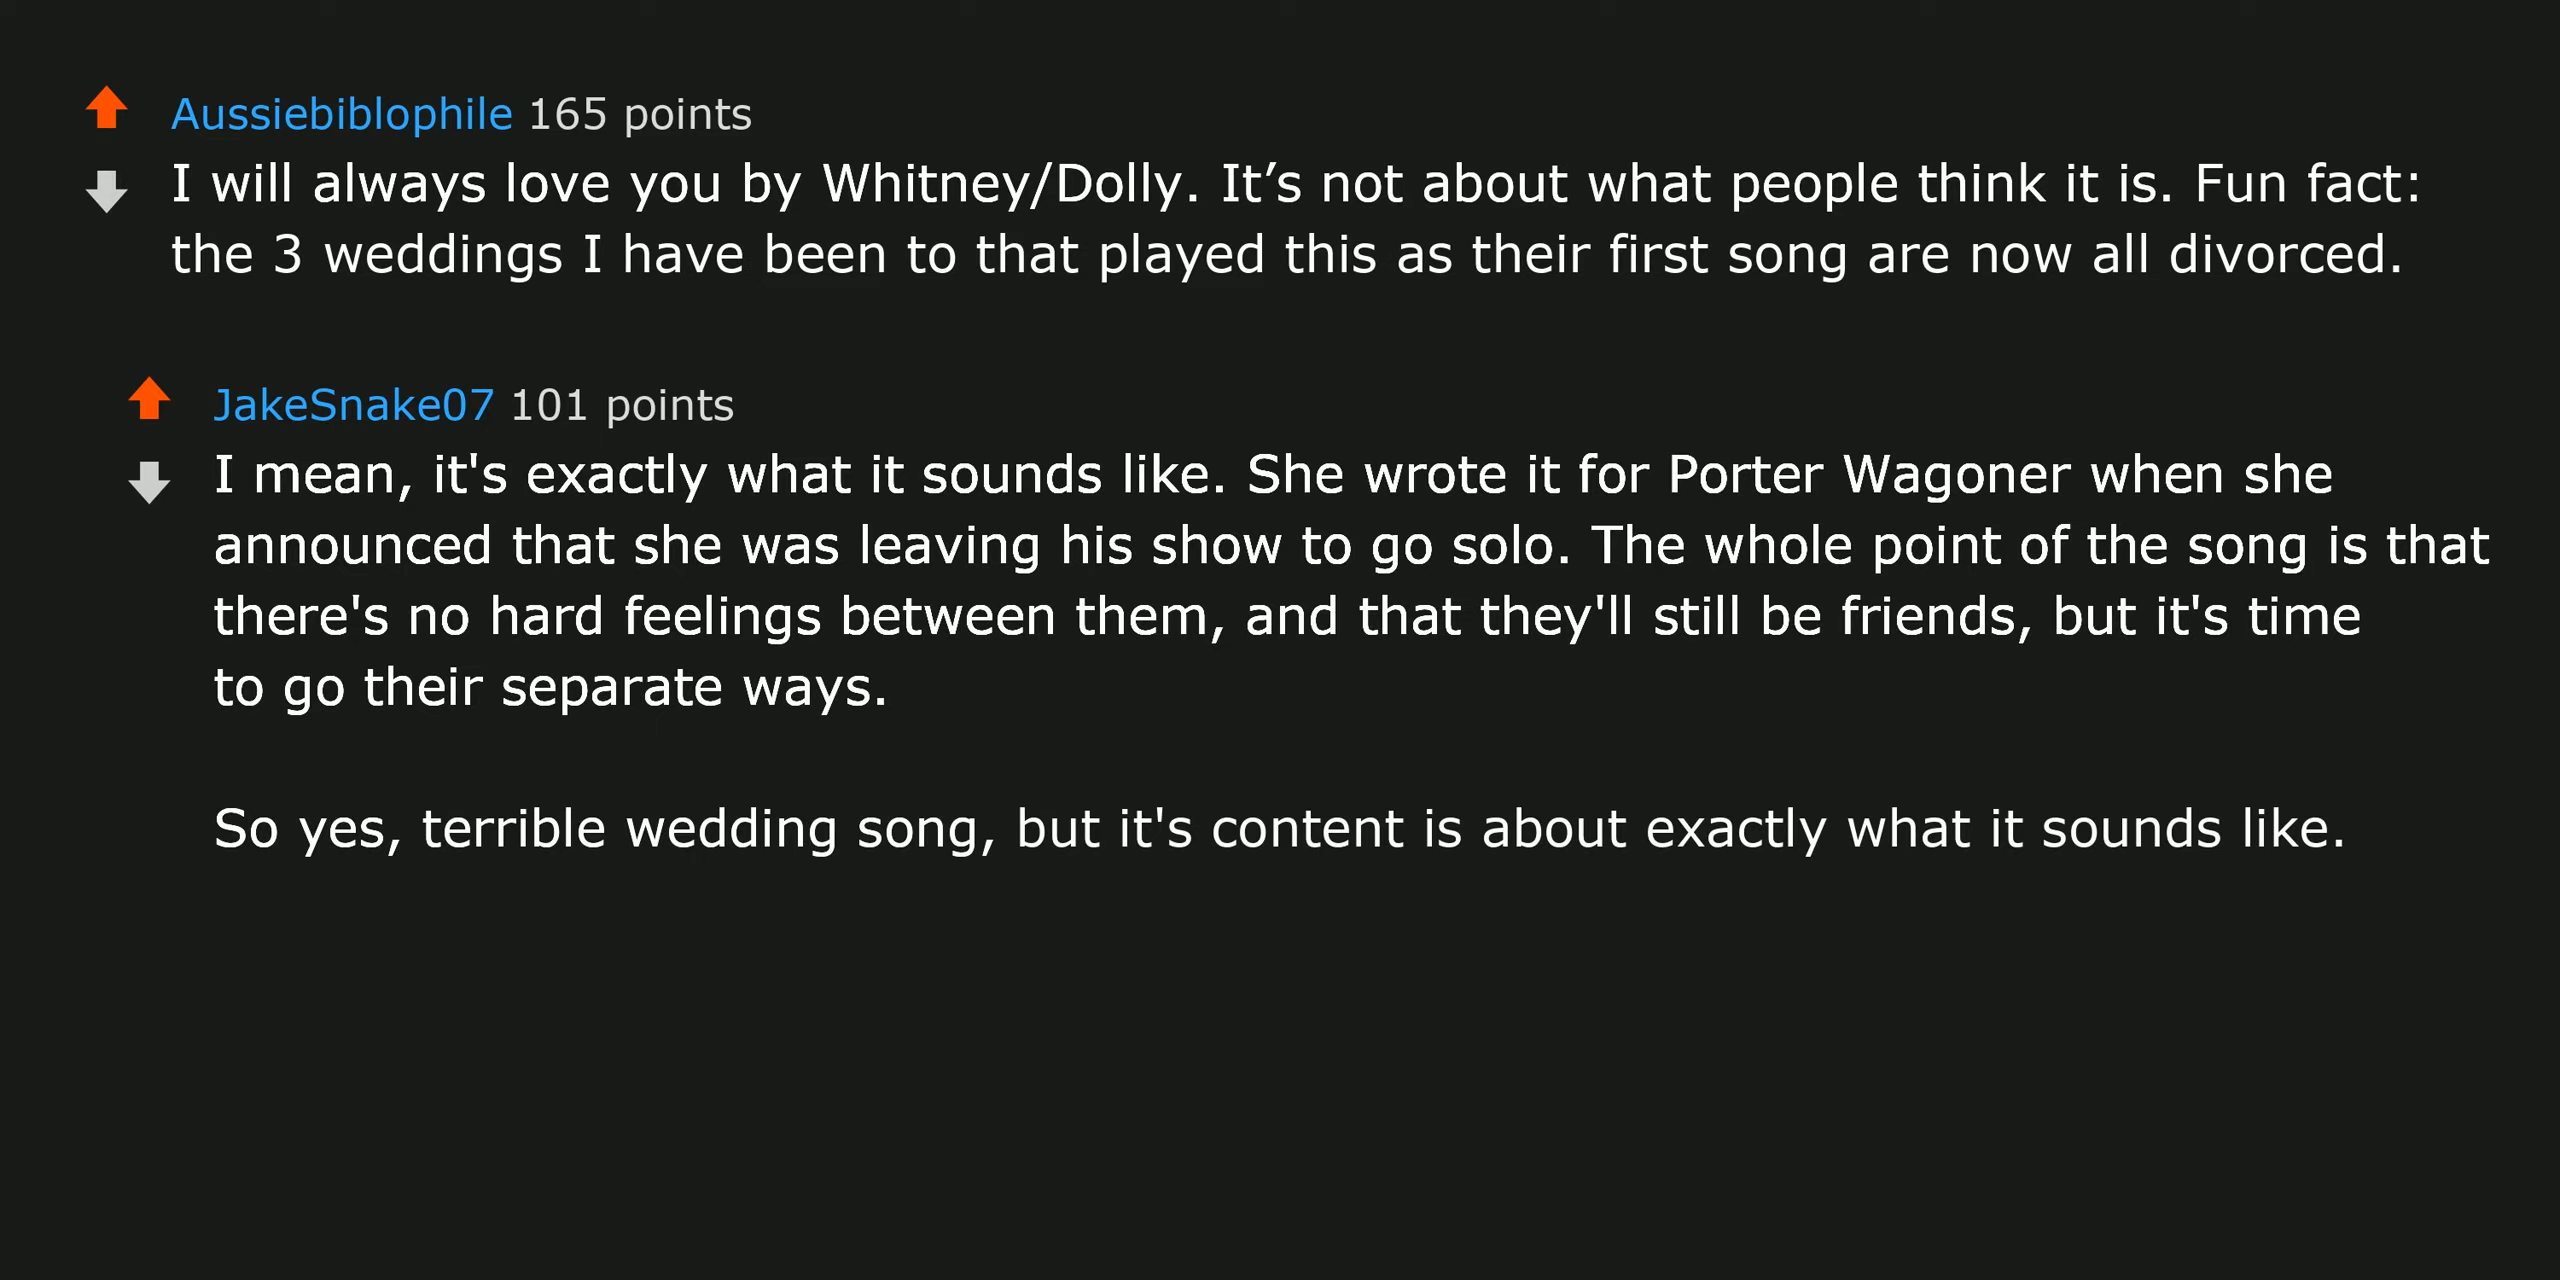 Aussiebiblophile 165 points
I will always love you by Whitney/Dolly. It’s not about what people think it is. Fun fact:
the 3 weddings I have been to that played this as their first song are now all divorced.
JakeSnake07 101 points
I mean, it's exactly what it sounds like. She wrote it for Porter Wagoner when she
announced that she was leaving his show to go solo. The whole point of the song is that
there's no hard feelings between them, and that they'll still be friends, but it's time
to go their separate ways.
So yes, terrible wedding song, but it's content is about exactly what it sounds like.